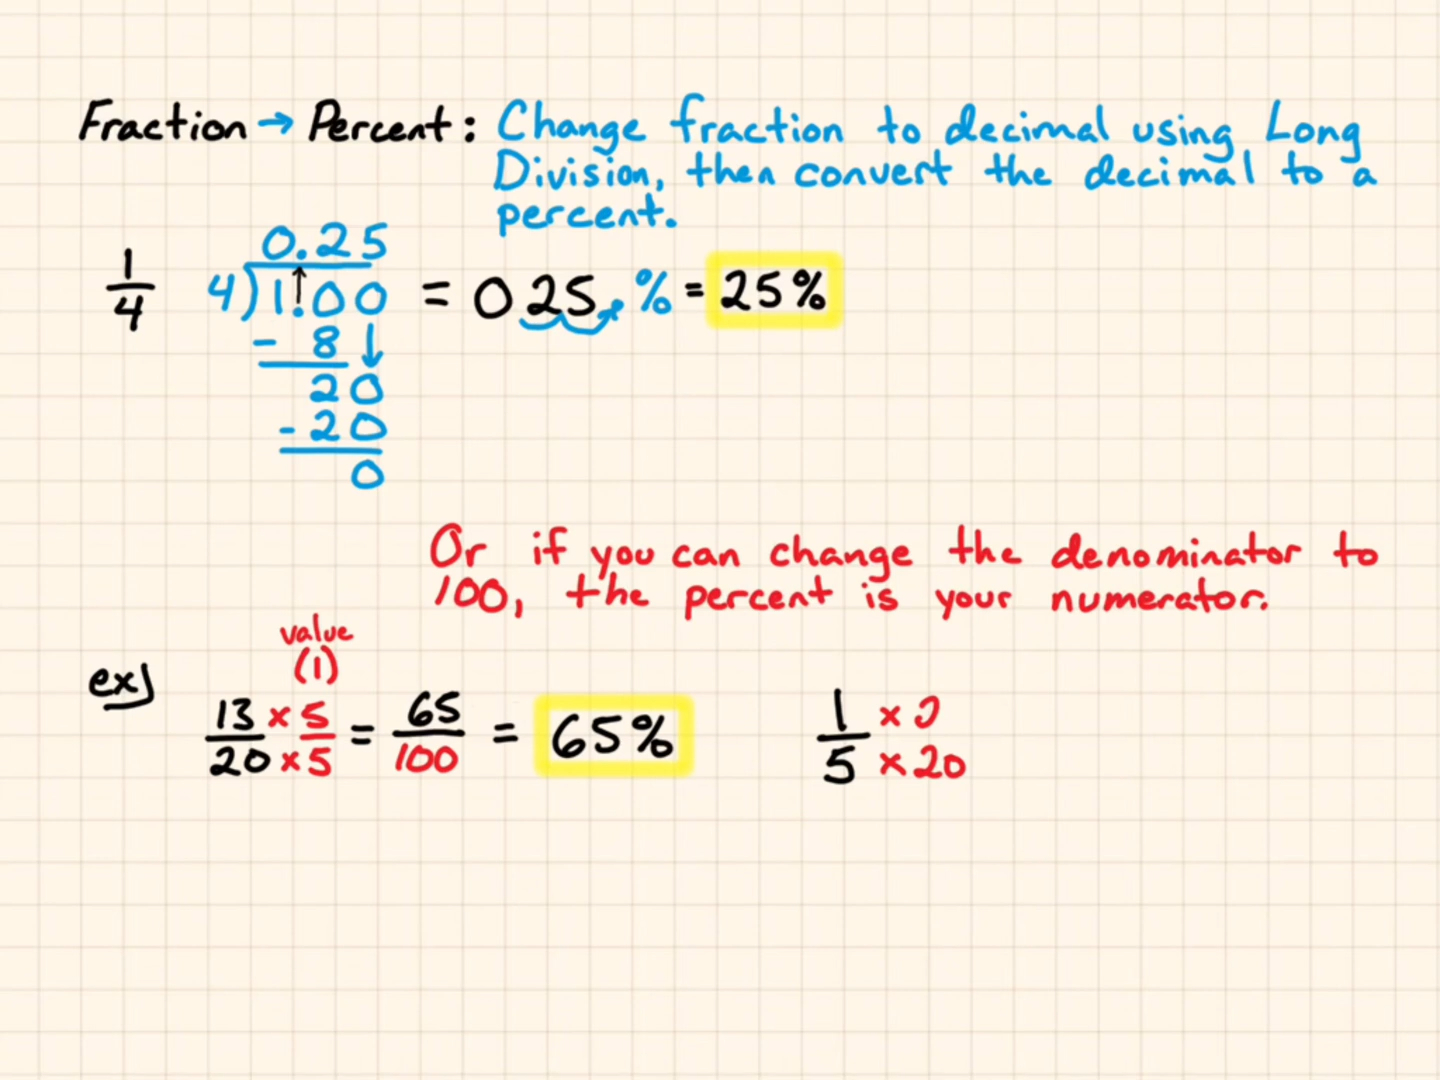 Fraction → Percent: Change fraction to decimal using Long
Division, then convert the decimal to a
percent.
0.25
1/4 4)1.00 = 025.% = 25%
- 8
20
- 20
0
Or if you can change the denominator to
100, the percent is your numerator.
value
(1)
ex)
13/20 × 5/× 5 = 65/100 = 65%
1/5 × / × 20